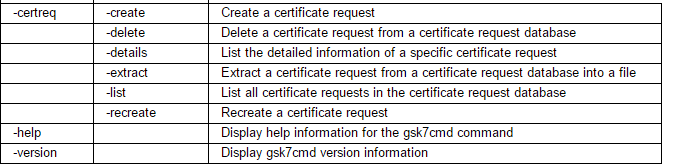 -certreq -create Create a certificate request
-delete Delete a certificate request from a certificate request database
-details List the detailed information of a specific certificate request
-extract Extract a certificate request from a certificate request database into a file
-list List all certificate requests in the certificate request database
-recreate Recreate a certificate request
-help Display help information for the gsk7cmd command
-version Display gsk7cmd version information